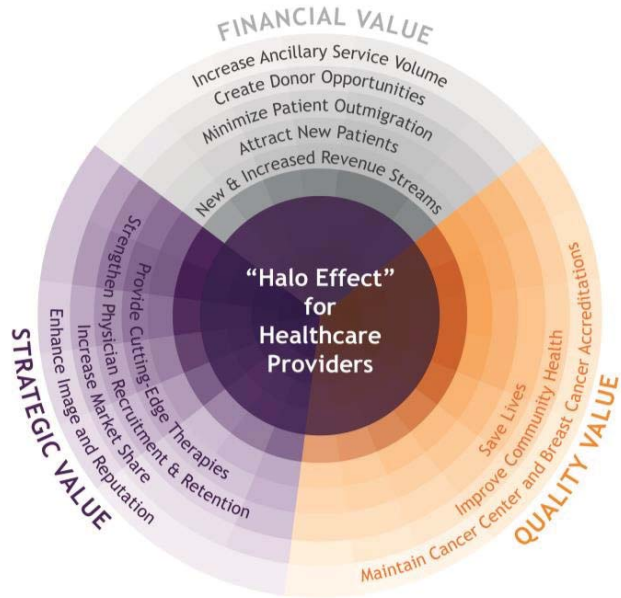 FINANCIAL VALUE
Increase Ancillary Service Volume
Create Donor Opportunities
Minimize Patient Outmigration
Attract New Patients
New & Increased Revenue Streams
"Halo Effect"
for
Healthcare
Providers
STRATEGIC VALUE
Enhance Image and Reputation
Increase Market Share
Strengthen Physician Recruitment & Retention
Provide Cutting-Edge Therapies
QUALITY VALUE
Save Lives
Improve Community Health
Maintain Cancer Center and Breast Cancer Accreditations